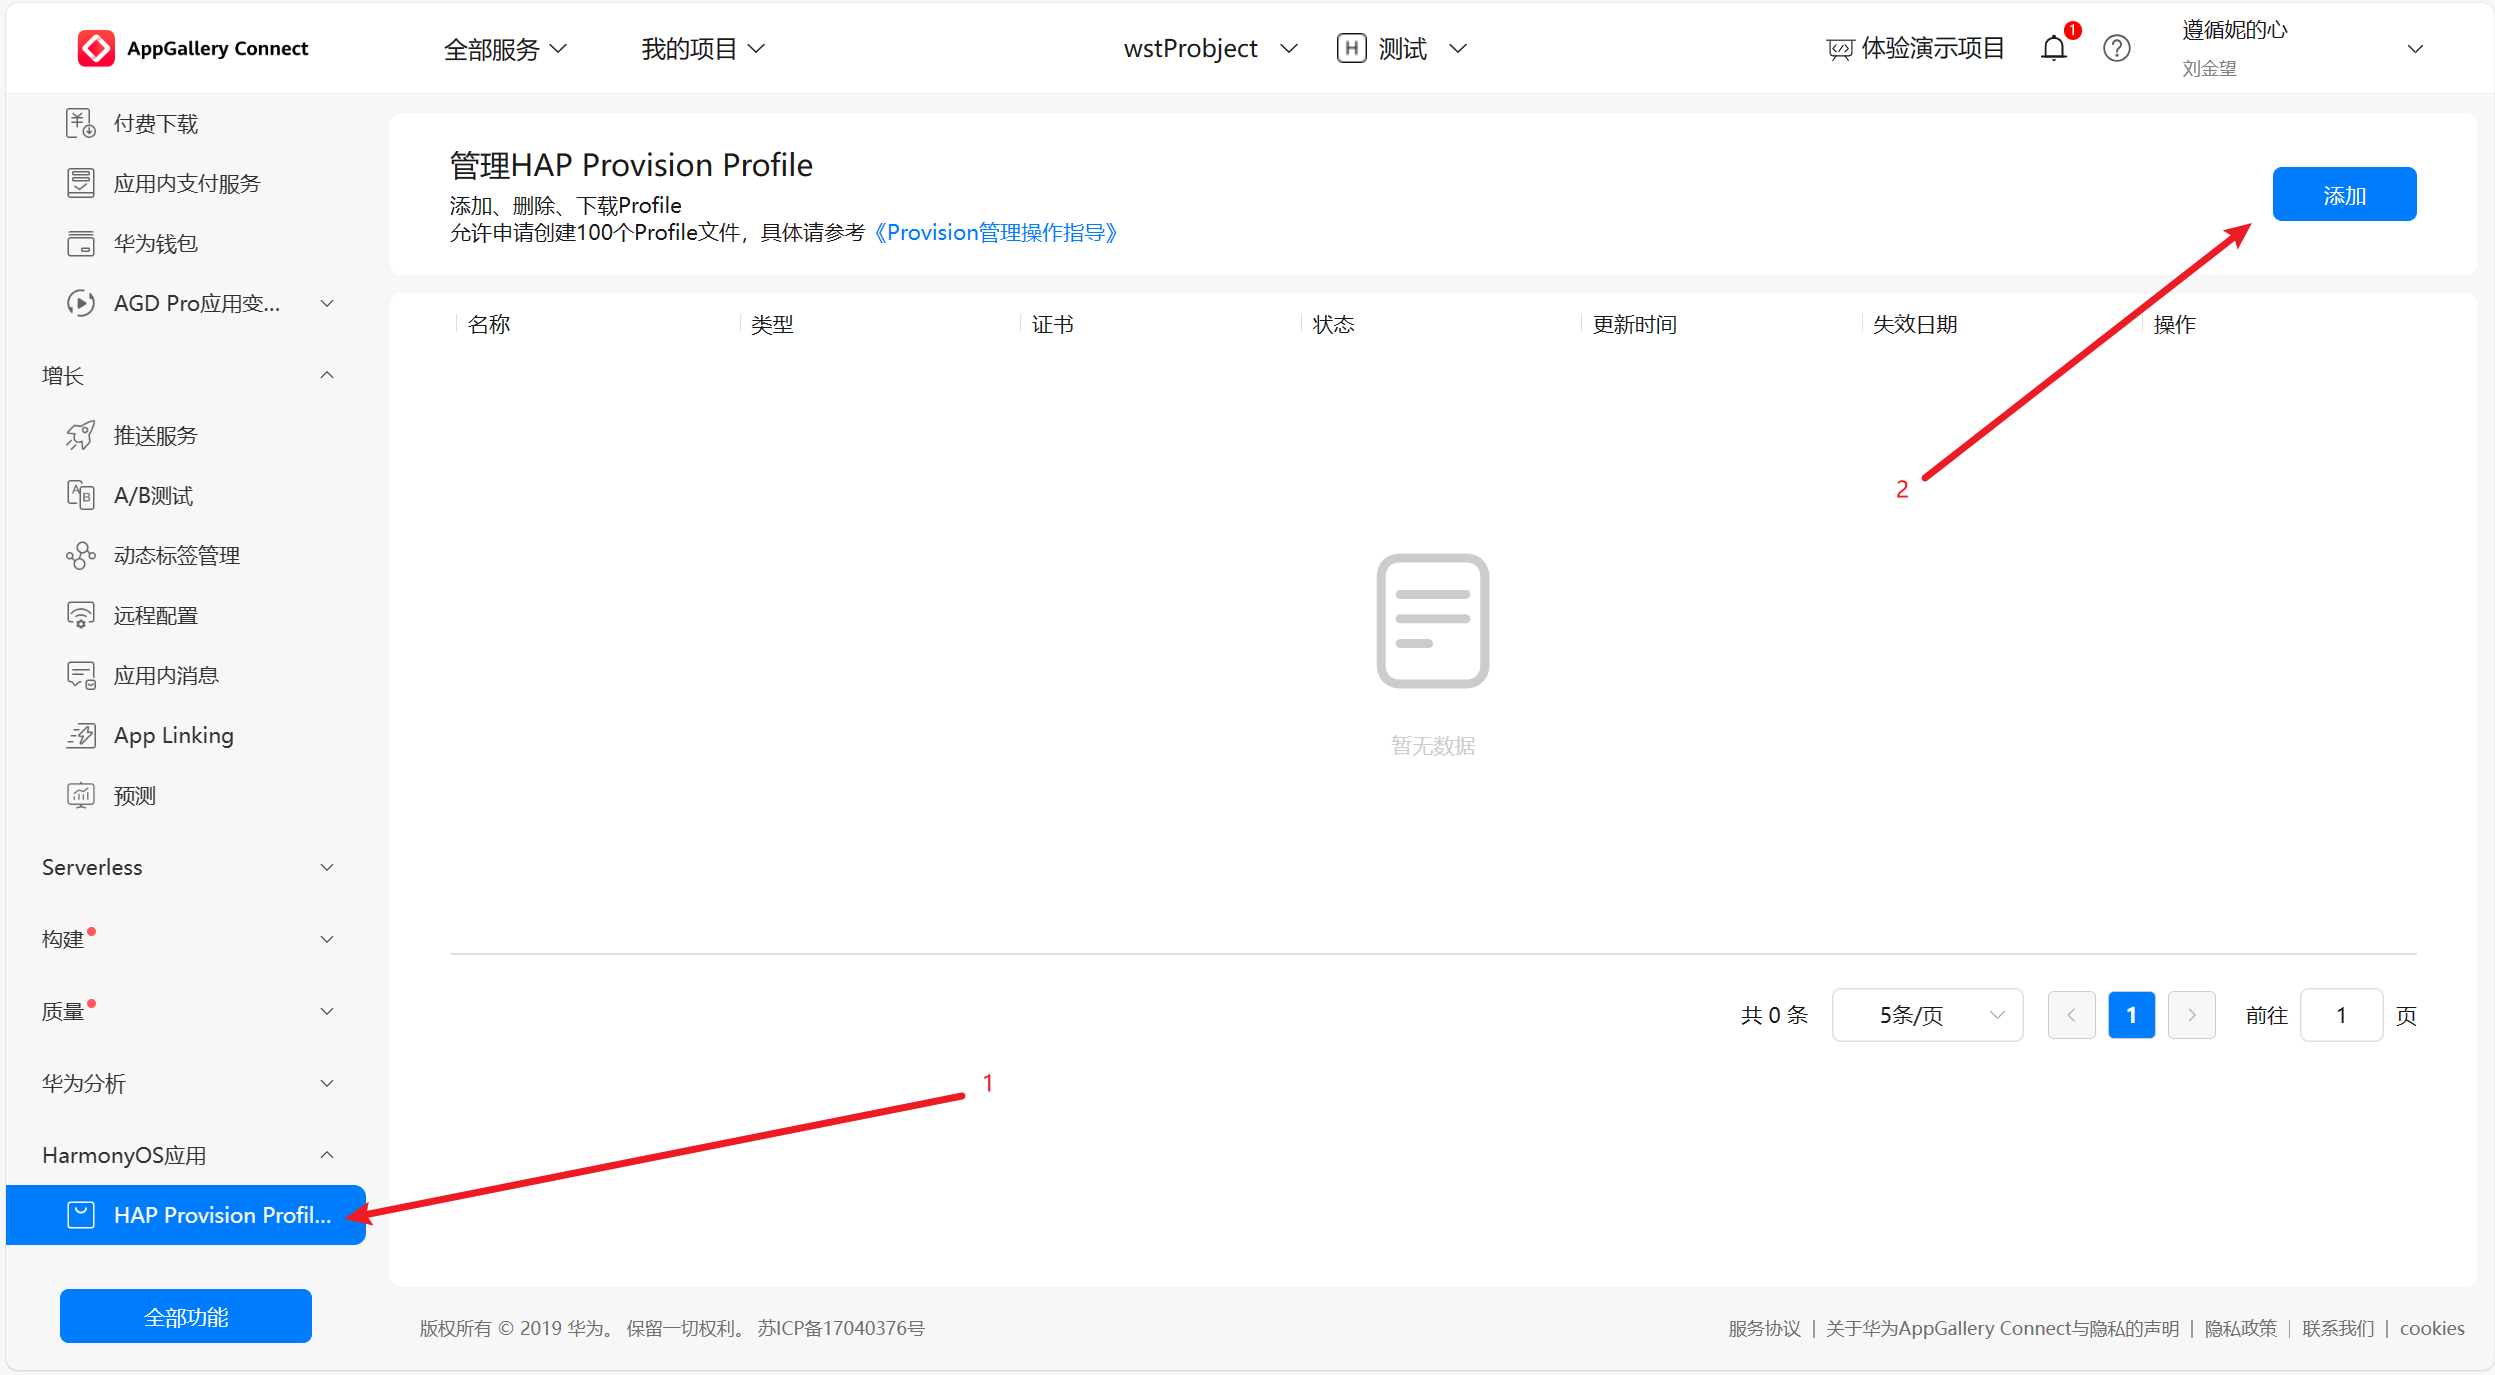 AppGallery Connect
全部服务
我的项目
wstProbject
H 测试
体验演示项目
1
遵循妮的心
刘金望
付费下载
应用内支付服务
华为钱包
AGD Pro应用变...
增长
推送服务
A/B测试
动态标签管理
远程配置
应用内消息
App Linking
预测
Serverless
构建
质量
华为分析
HarmonyOS应用
HAP Provision Profil...
全部功能
管理HAP Provision Profile
添加、删除、下载Profile
允许申请创建100个Profile文件，具体请参考《Provision管理操作指导》
添加
名称 类型 证书 状态 更新时间 失效日期 操作
2
暂无数据
共 0 条 5条/页 1 前往 1 页
1
版权所有 © 2019 华为。 保留一切权利。 苏ICP备17040376号
服务协议 | 关于华为AppGallery Connect与隐私的声明 | 隐私政策 | 联系我们 | cookies